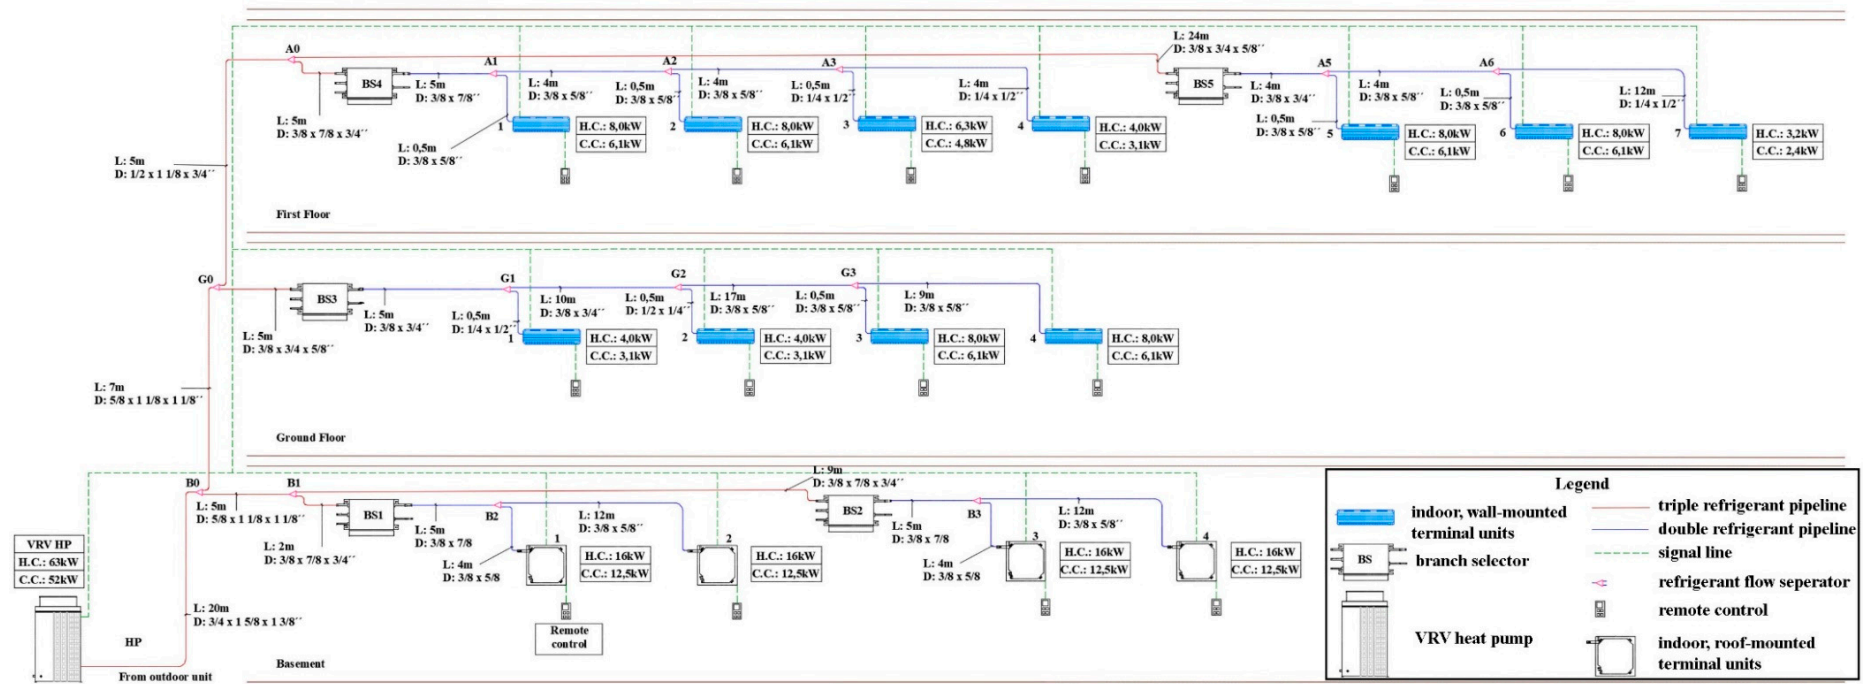 L: 24m
D: 3/8 x 3/4 x 5/8´´
A0
A1
A2
A3
A5
A6
BS4
BS5
L: 5m
D: 3/8 x 7/8´´
L: 4m
D: 3/8 x 5/8´´
L: 0,5m
D: 3/8 x 5/8´´
L: 4m
D: 3/8 x 5/8´´
L: 0,5m
D: 1/4 x 1/2´´
L: 4m
D: 1/4 x 1/2´´
L: 4m
D: 3/8 x 3/4´´
L: 4m
D: 3/8 x 5/8´´
L: 0,5m
D: 3/8 x 5/8´´
L: 12m
D: 1/4 x 1/2´´
L: 5m
D: 3/8 x 7/8 x 3/4´´
L: 0,5m
D: 3/8 x 5/8´´
L: 0,5m
D: 3/8 x 5/8´´
1
H.C.: 8,0kW
C.C.: 6,1kW
2
H.C.: 8,0kW
C.C.: 6,1kW
3
H.C.: 6,3kW
C.C.: 4,8kW
4
H.C.: 4,0kW
C.C.: 3,1kW
5
H.C.: 8,0kW
C.C.: 6,1kW
6
H.C.: 8,0kW
C.C.: 6,1kW
7
H.C.: 3,2kW
C.C.: 2,4kW
L: 5m
D: 1/2 x 1 1/8 x 3/4´´
First Floor
G0
G1
G2
G3
BS3
L: 5m
D: 3/8 x 3/4 x 5/8´´
L: 5m
D: 3/8 x 3/4´´
L: 0,5m
D: 1/4 x 1/2´´
L: 10m
D: 3/8 x 3/4´´
L: 0,5m
D: 1/2 x 1/4´´
L: 17m
D: 3/8 x 5/8´´
L: 0,5m
D: 3/8 x 5/8´´
L: 9m
D: 3/8 x 5/8´´
1
H.C.: 4,0kW
C.C.: 3,1kW
2
H.C.: 4,0kW
C.C.: 3,1kW
3
H.C.: 8,0kW
C.C.: 6,1kW
4
H.C.: 8,0kW
C.C.: 6,1kW
L: 7m
D: 5/8 x 1 1/8 x 1 1/8´´
Ground Floor
B0
B1
B2
B3
L: 9m
D: 3/8 x 7/8 x 3/4´´
BS1
BS2
L: 5m
D: 5/8 x 1 1/8 x 1 1/8´´
L: 2m
D: 3/8 x 7/8 x 3/4´´
L: 5m
D: 3/8 x 7/8
L: 4m
D: 3/8 x 5/8
L: 12m
D: 3/8 x 5/8´´
L: 5m
D: 3/8 x 7/8
L: 4m
D: 3/8 x 5/8
L: 12m
D: 3/8 x 5/8´´
1
H.C.: 16kW
C.C.: 12,5kW
2
H.C.: 16kW
C.C.: 12,5kW
3
H.C.: 16kW
C.C.: 12,5kW
4
H.C.: 16kW
C.C.: 12,5kW
VRV HP
H.C.: 63kW
C.C.: 52kW
L: 20m
D: 3/4 x 1 5/8 x 1 3/8´´
HP
From outdoor unit
Remote
control
Basement
Legend
indoor, wall-mounted
terminal units
BS
branch selector
VRV heat pump
triple refrigerant pipeline
double refrigerant pipeline
signal line
refrigerant flow seperator
remote control
indoor, roof-mounted
terminal units